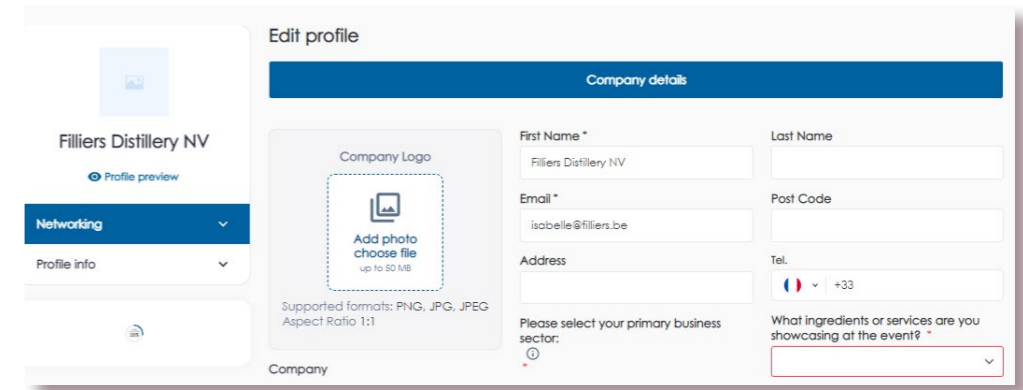 Filliers Distillery NV
Profile preview
Networking
Profile info
Edit profile
Company details
Company Logo
Add photo
choose file
up to 50 MB
Supported formats: PNG, JPG, JPEG
Aspect Ratio 1:1
Company
First Name *
Filliers Distillery NV
Last Name
Email *
isabelle@filliers.be
Post Code
Address
Tel.
+33
Please select your primary business
sector:
*
What ingredients or services are you
showcasing at the event? *